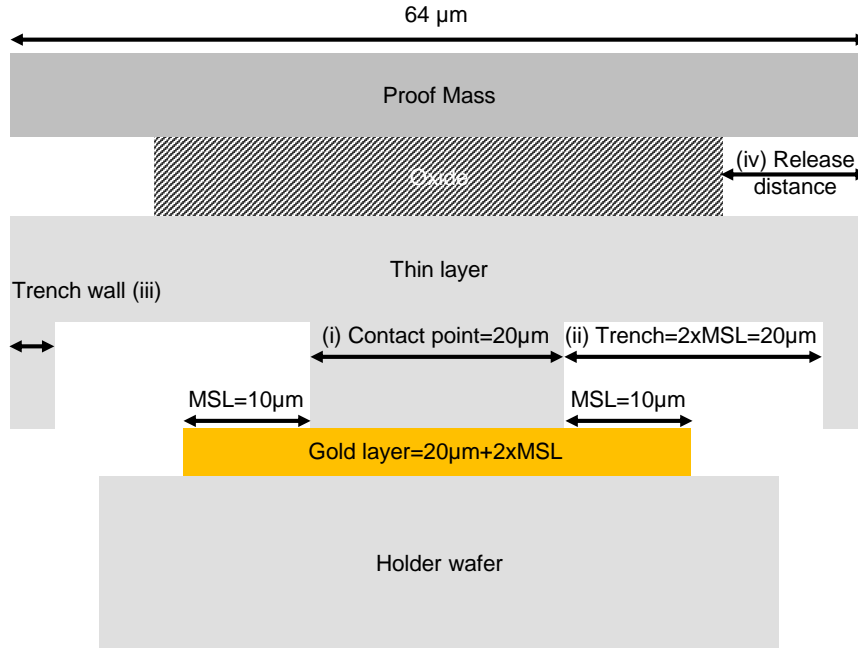 64 µm
Proof Mass
Oxide
(iv) Release
distance
Thin layer
Trench wall (iii)
(i) Contact point=20µm
(ii) Trench=2xMSL=20µm
MSL=10µm
MSL=10µm
Gold layer=20µm+2xMSL
Holder wafer